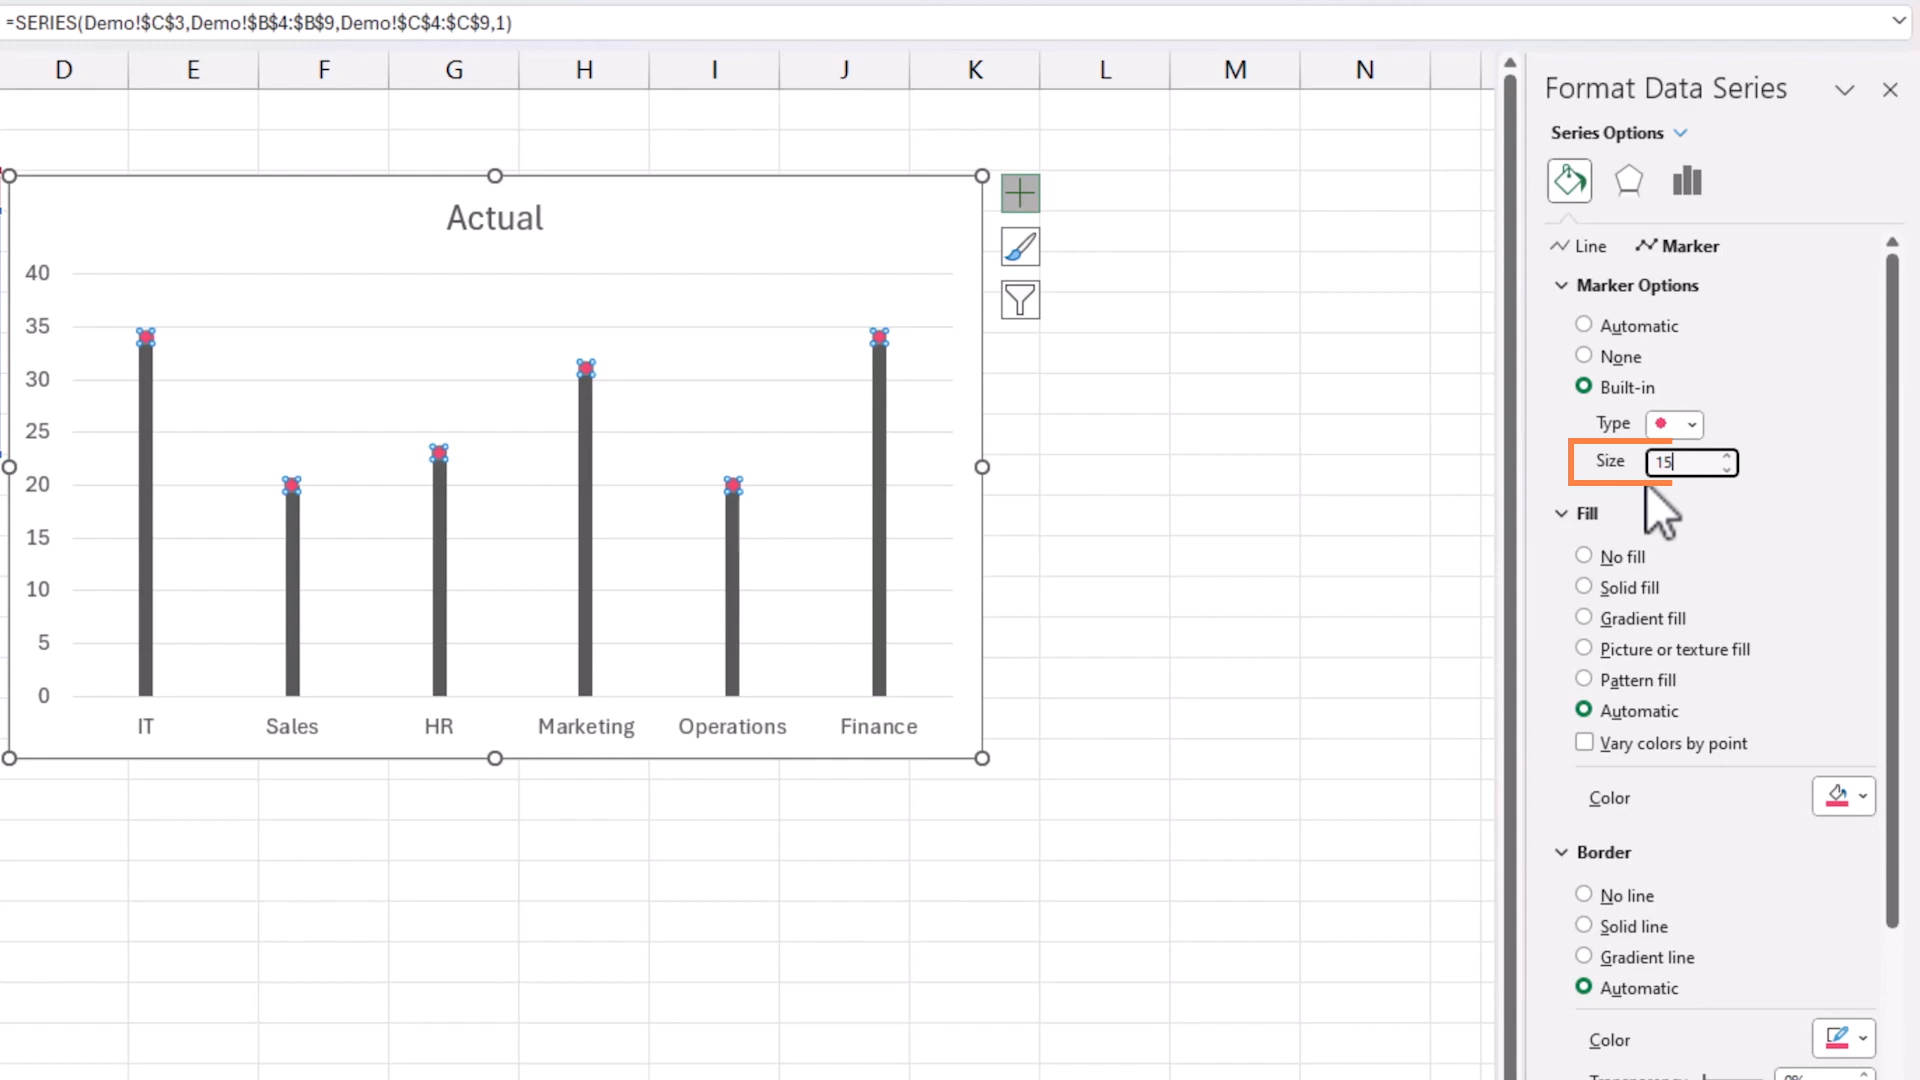 =SERIES(Demo!$C$3,Demo!$B$4:$B$9,Demo!$C$4:$C$9,1)
D E F G H I J K L M N
Format Data Series
Series Options
Line Marker
Marker Options
Automatic
None
Built-in
Type
Size 15
Fill
No fill
Solid fill
Gradient fill
Picture or texture fill
Pattern fill
Automatic
Vary colors by point
Color
Border
No line
Solid line
Gradient line
Automatic
Color
Transparency 0%
Actual
40
35
30
25
20
15
10
5
0
IT Sales HR Marketing Operations Finance